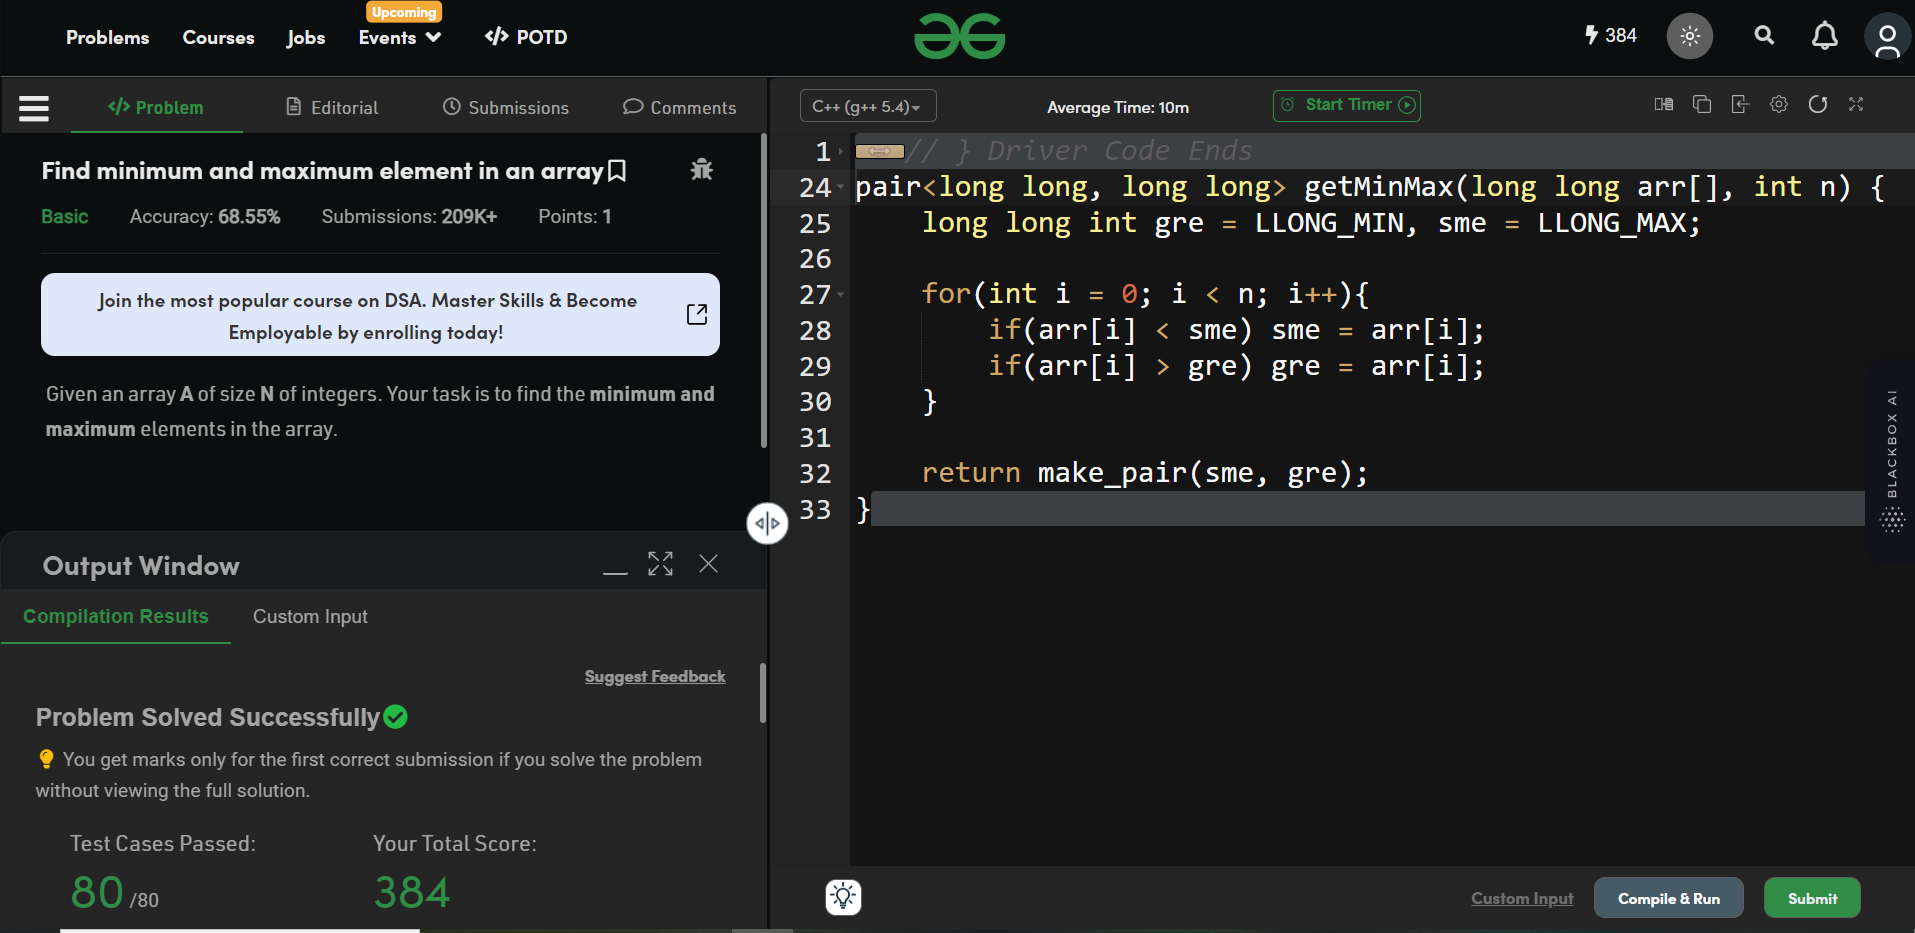 Upcoming
Problems Courses Jobs Events </> POTD
384
</> Problem Editorial Submissions Comments
Find minimum and maximum element in an array
Basic Accuracy: 68.55% Submissions: 209K+ Points: 1
Join the most popular course on DSA. Master Skills & Become
Employable by enrolling today!
Given an array A of size N of integers. Your task is to find the minimum and
maximum elements in the array.
Output Window
Compilation Results Custom Input
Suggest Feedback
Problem Solved Successfully
You get marks only for the first correct submission if you solve the problem
without viewing the full solution.
Test Cases Passed: Your Total Score:
80 /80 384
C++ (g++ 5.4) Average Time: 10m Start Timer
1 // } Driver Code Ends
24 pair<long long, long long> getMinMax(long long arr[], int n) {
25     long long int gre = LLONG_MIN, sme = LLONG_MAX;
26
27     for(int i = 0; i < n; i++){
28         if(arr[i] < sme) sme = arr[i];
29         if(arr[i] > gre) gre = arr[i];
30     }
31
32     return make_pair(sme, gre);
33 }
BLACKBOX AI
Custom Input Compile & Run Submit